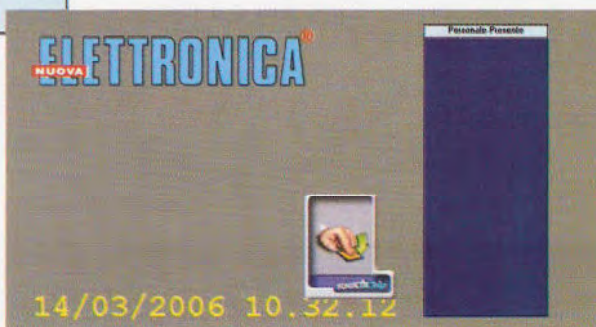 NUOVA
ELETTRONICA®
Personale Presente
14/03/2006 10.32.12